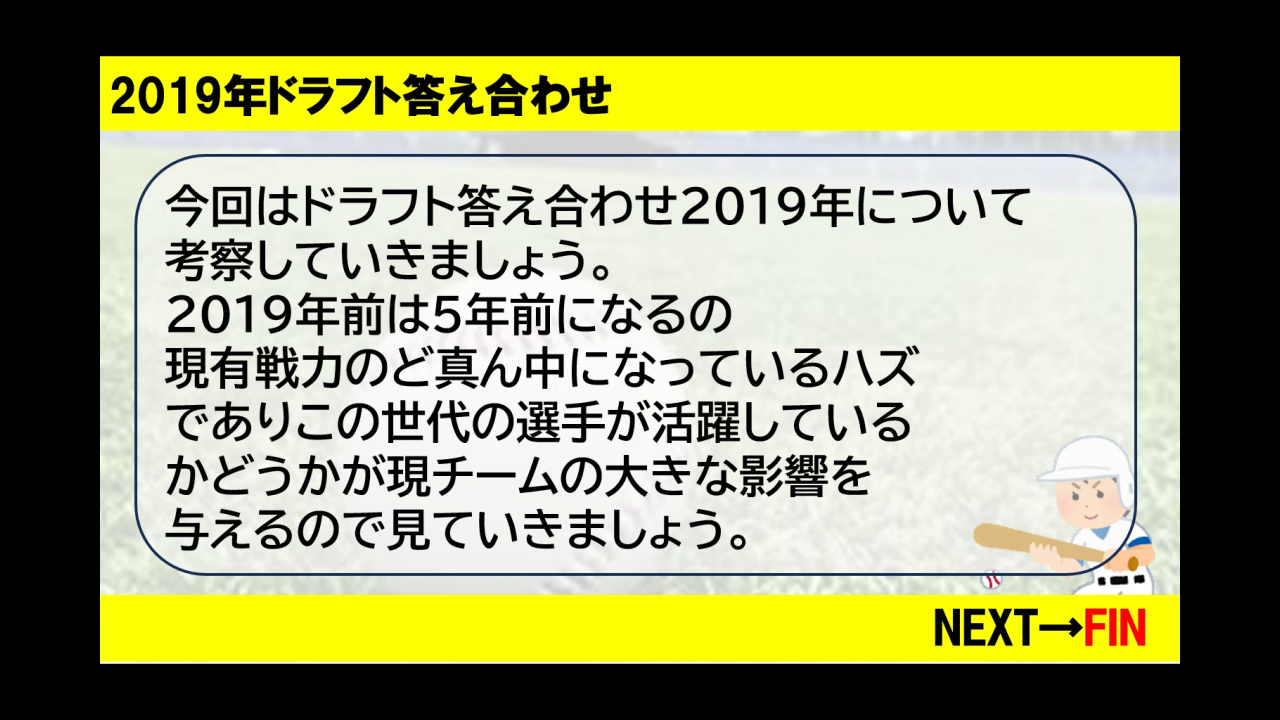 2019年ドラフト答え合わせ
今回はドラフト答え合わせ2019年について
考察していきましょう。
2019年前は5年前になるの
現有戦力のど真ん中になっているハズ
でありこの世代の選手が活躍している
かどうかが現チームの大きな影響を
与えるので見ていきましょう。
NEXT→FIN